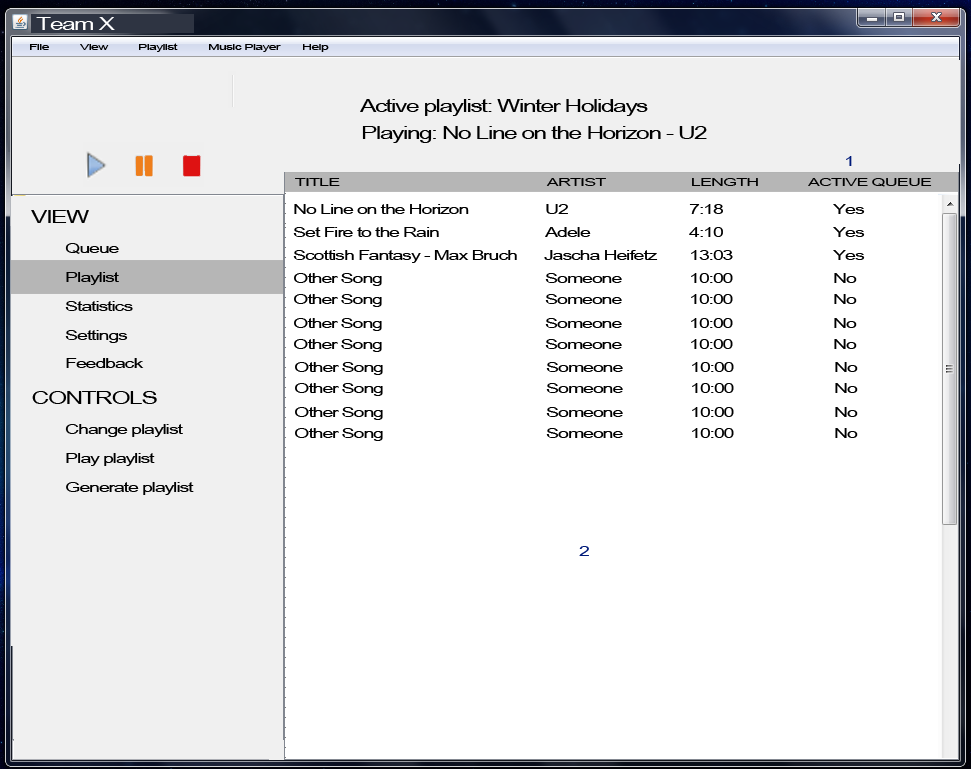 Team X
File View Playlist Music Player Help
Active playlist: Winter Holidays
Playing: No Line on the Horizon - U2
1
TITLE ARTIST LENGTH ACTIVE QUEUE
No Line on the Horizon U2 7:18 Yes
Set Fire to the Rain Adele 4:10 Yes
Scottish Fantasy - Max Bruch Jascha Heifetz 13:03 Yes
Other Song Someone 10:00 No
Other Song Someone 10:00 No
Other Song Someone 10:00 No
Other Song Someone 10:00 No
Other Song Someone 10:00 No
Other Song Someone 10:00 No
Other Song Someone 10:00 No
Other Song Someone 10:00 No
2
VIEW
Queue
Playlist
Statistics
Settings
Feedback
CONTROLS
Change playlist
Play playlist
Generate playlist